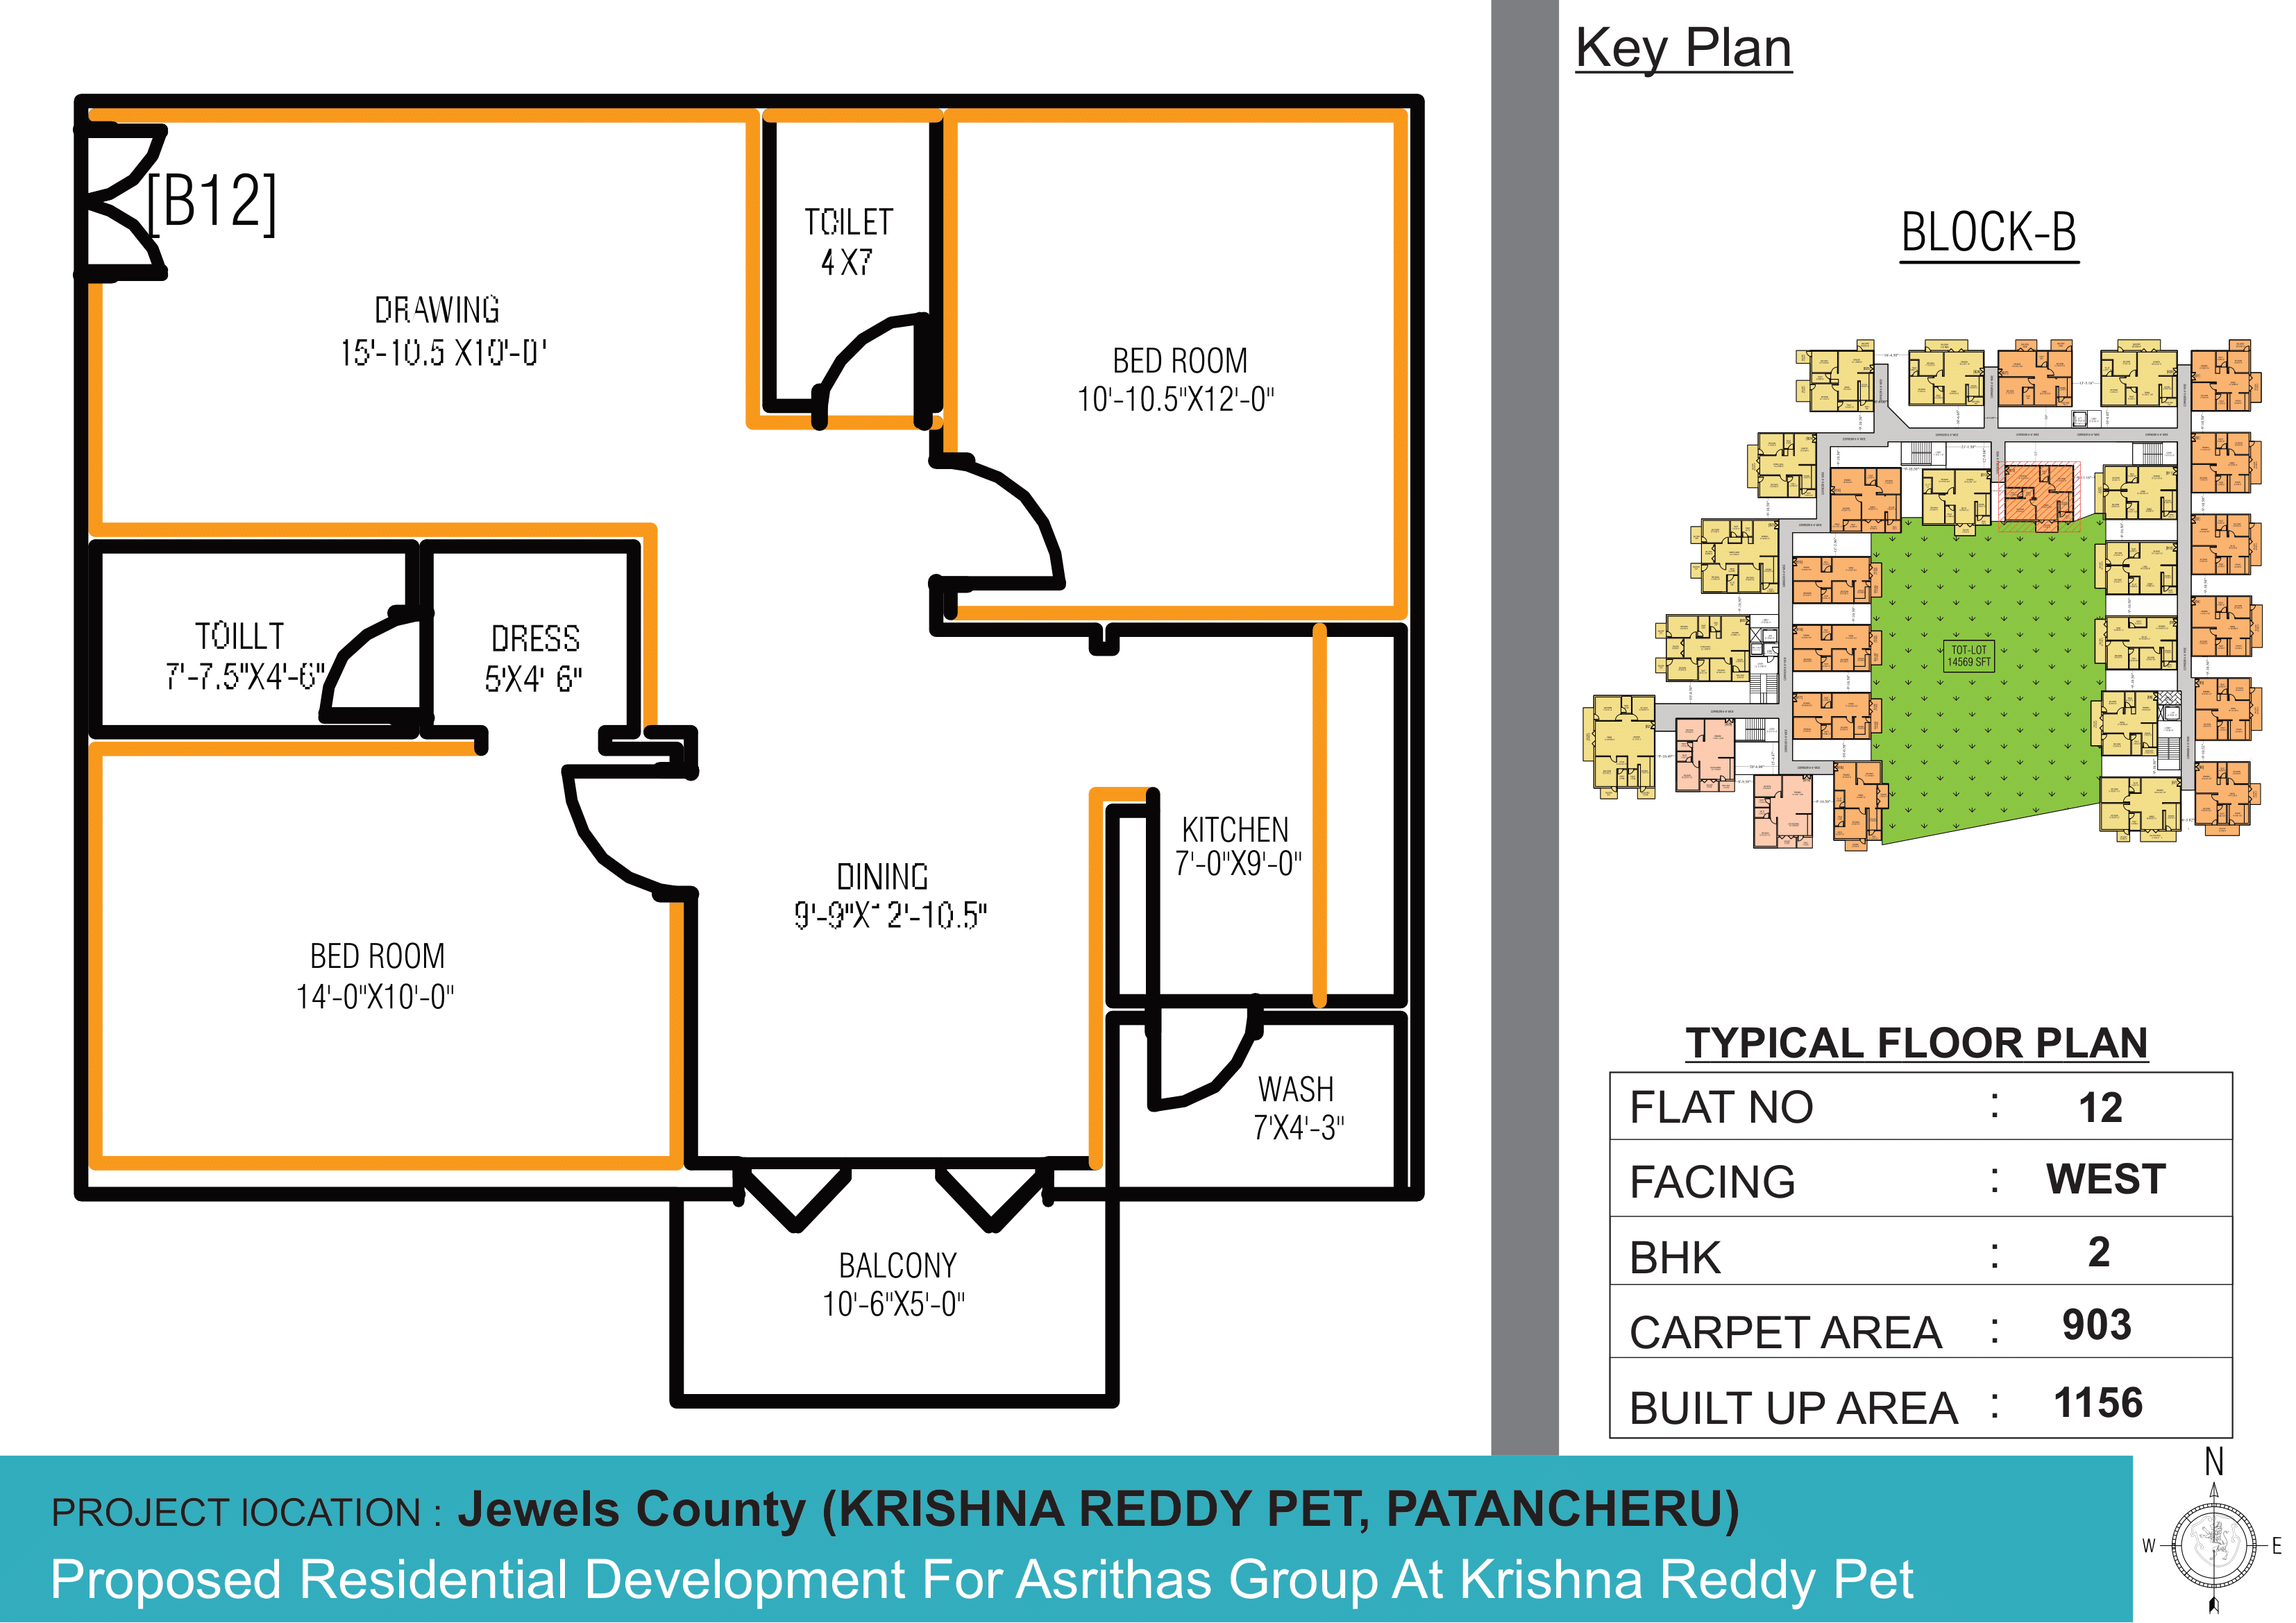 Key Plan
[B12]
TOILET
4 X7
BLOCK-B
DRAWING
15'-10.5 X10'-0'
BED ROOM
10'-10.5"X12'-0"
TOILLT
7'-7.5"X4'-6"
DRESS
5'X4' 6"
TOT-LOT
14569 SFT
KITCHEN
7'-0"X9'-0"
DINING
9'-9"X12'-10.5"
BED ROOM
14'-0"X10'-0"
WASH
7'X4'-3"
BALCONY
10'-6"X5'-0"
TYPICAL FLOOR PLAN
FLAT NO : 12
FACING : WEST
BHK : 2
CARPET AREA : 903
BUILT UP AREA : 1156
PROJECT lOCATION : Jewels County (KRISHNA REDDY PET, PATANCHERU)
Proposed Residential Development For Asrithas Group At Krishna Reddy Pet
N
W E